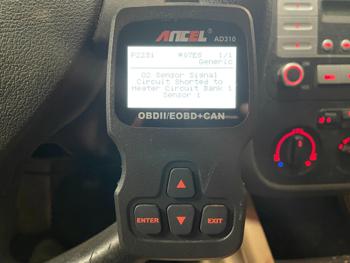 ANCEL AD310
P2231 $07E8 1/1
Generic
O2 Sensor Signal
Circuit Shorted to
Heater Circuit Bank 1
Sensor 1
OBDII/EOBD+CAN
ENTER
EXIT